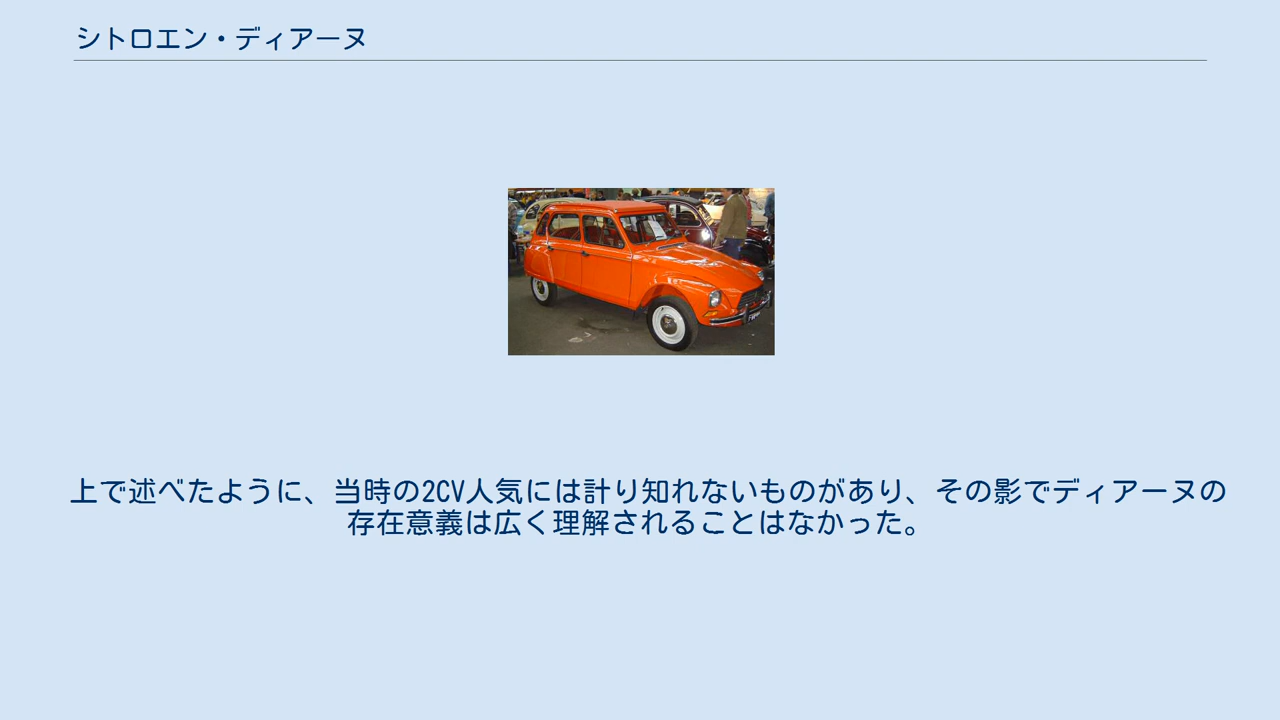 シトロエン・ディアーヌ
上で述べたように、当時の2CV人気には計り知れないものがあり、その影でディアーヌの
存在意義は広く理解されることはなかった。